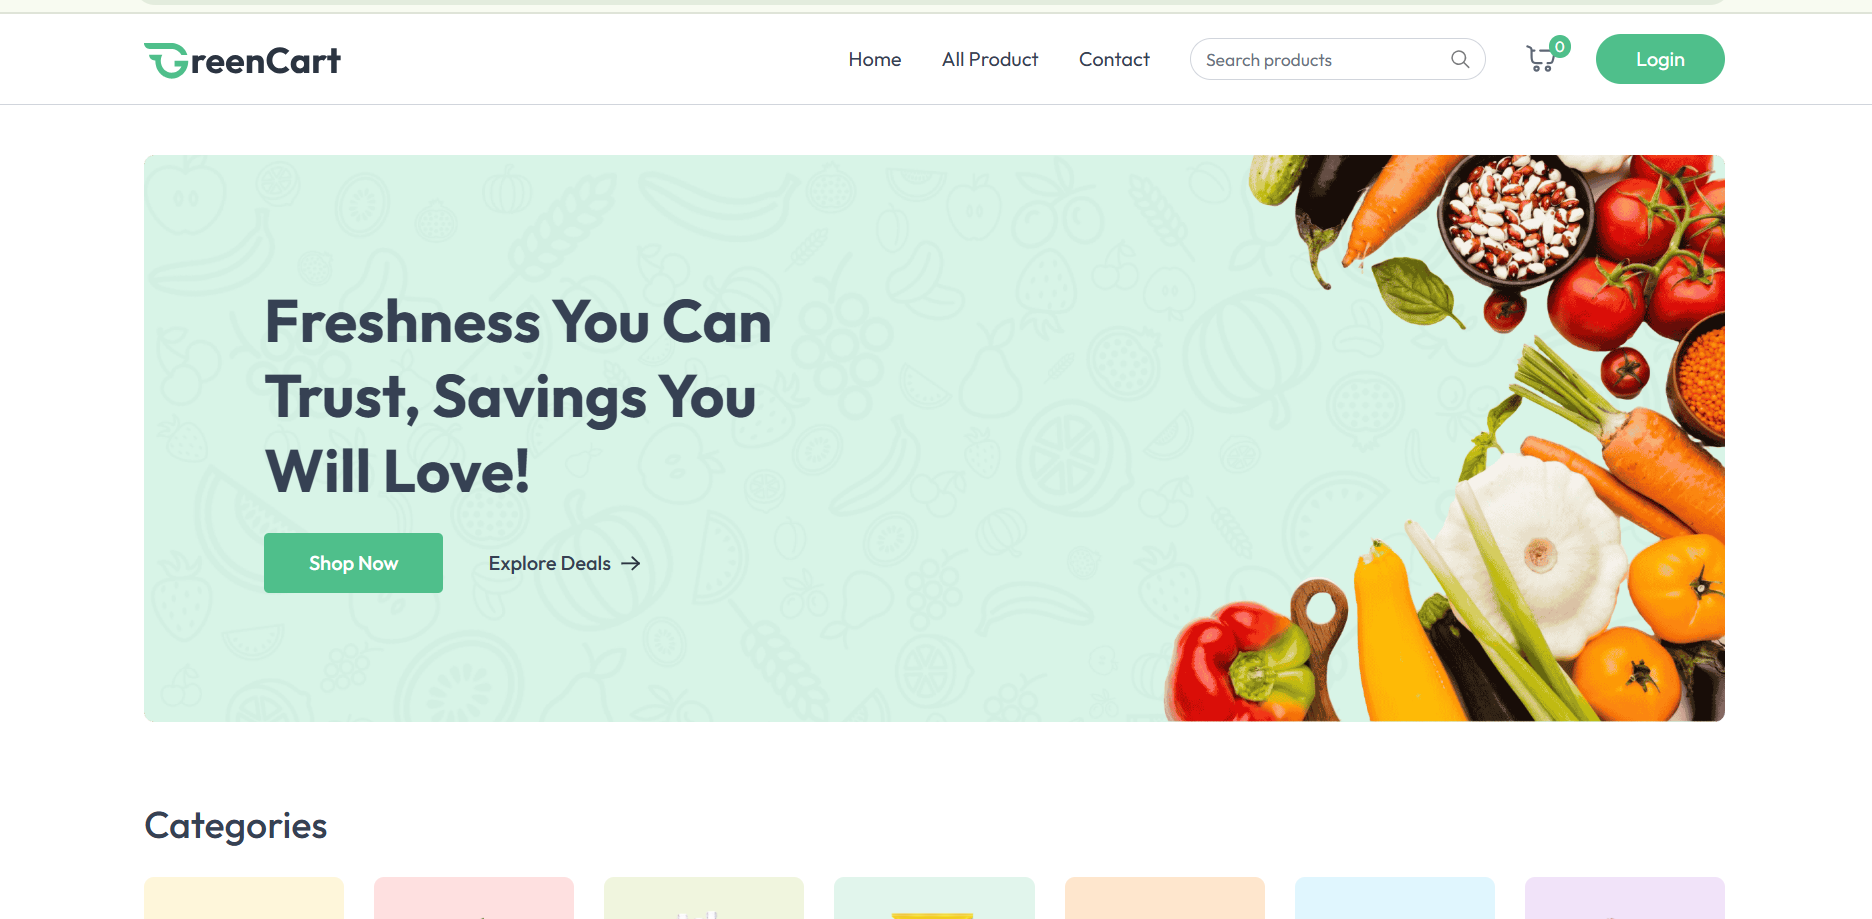 GreenCart
Home
All Product
Contact
Search products
0
Login
Freshness You Can
Trust, Savings You
Will Love!
Shop Now
Explore Deals →
Categories